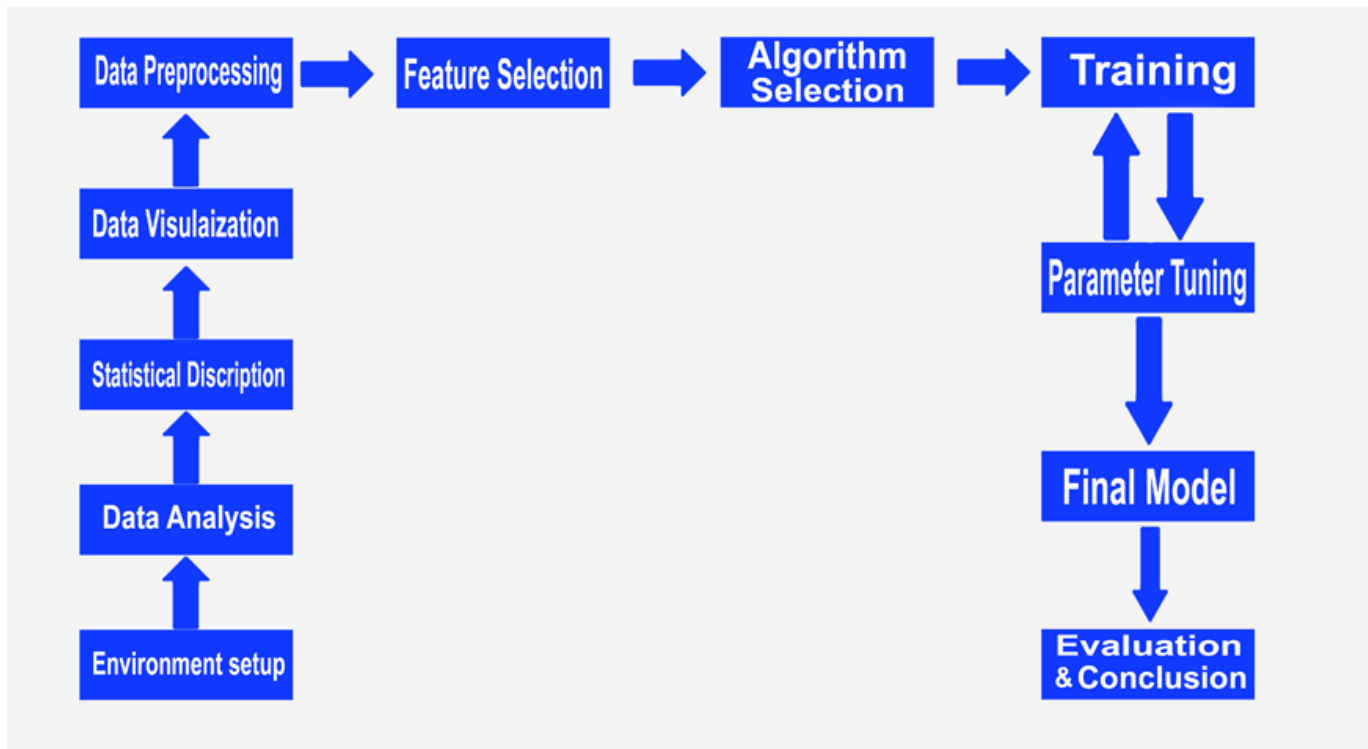 Data Preprocessing
Feature Selection
Algorithm
Selection
Training
Data Visulaization
Parameter Tuning
Statistical Discription
Data Analysis
Final Model
Environment setup
Evaluation
& Conclusion